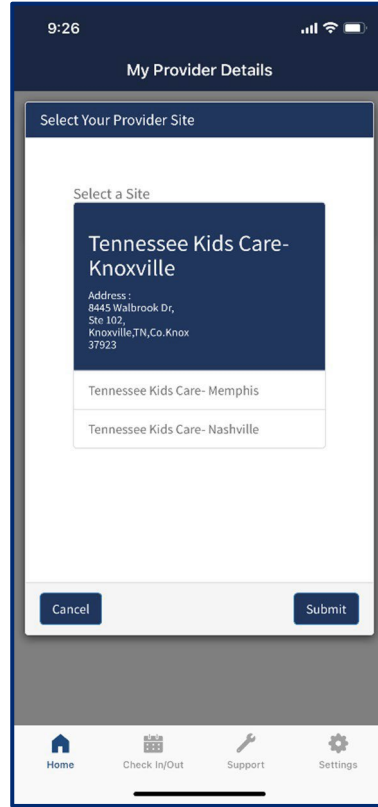 9:26
My Provider Details
Select Your Provider Site
Select a Site
Tennessee Kids Care-
Knoxville
Address :
8445 Walbrook Dr,
Ste 102,
Knoxville,TN,Co.Knox
37923
Tennessee Kids Care- Memphis
Tennessee Kids Care- Nashville
Cancel
Submit
Home
Check In/Out
Support
Settings